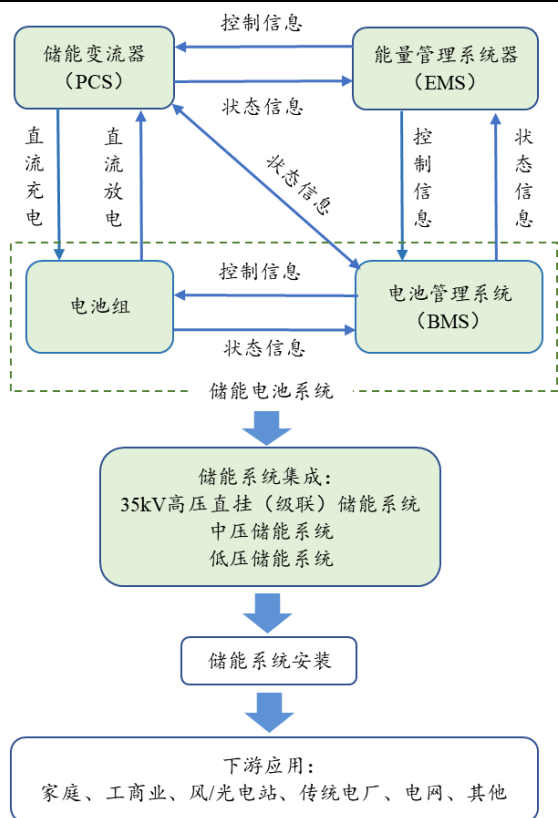 控制信息
储能变流器
（PCS）
能量管理系统器
（EMS）
状态信息
直流充电
直流放电
状态信息
控制信息
状态信息
电池组
控制信息
电池管理系统
（BMS）
状态信息
储能电池系统
储能系统集成：
35kV高压直挂（级联）储能系统
中压储能系统
低压储能系统
储能系统安装
下游应用：
家庭、工商业、风/光电站、传统电厂、电网、其他